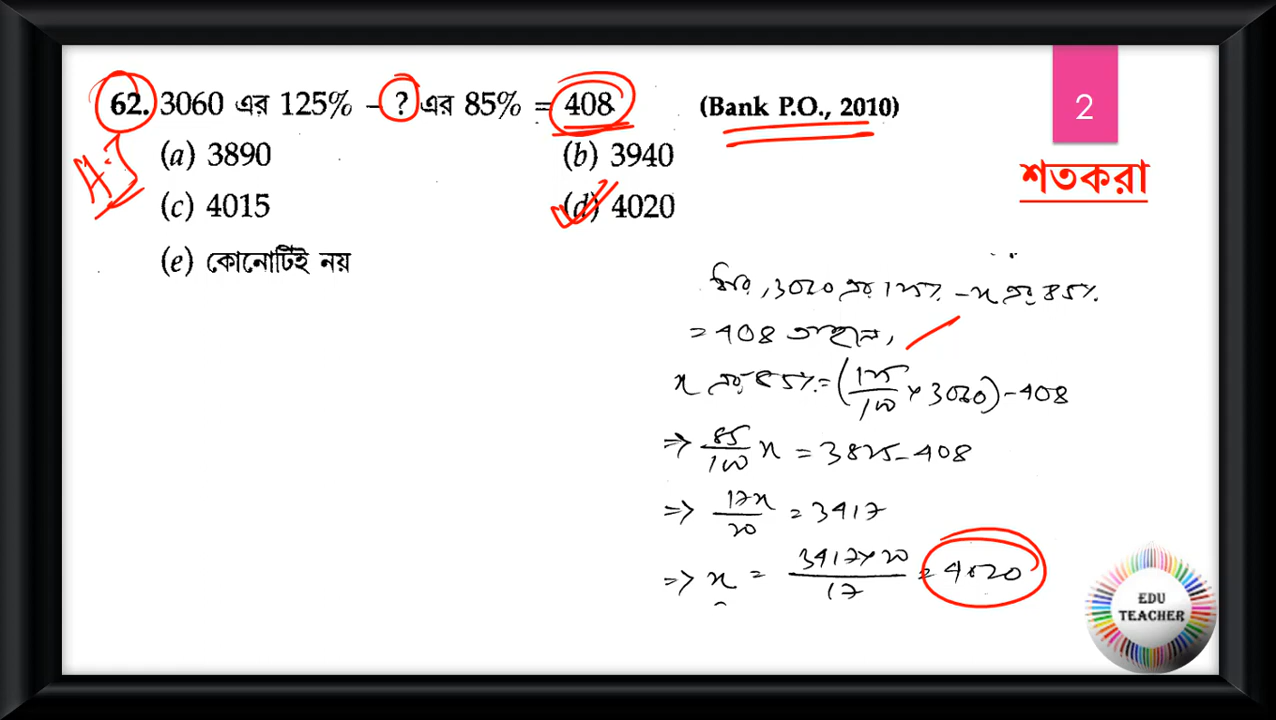 62. 3060 এর 125% – ? এর 85% = 408 (Bank P.O., 2010)
(a) 3890 (b) 3940
(c) 4015 (d) 4020
(e) কোনোটিই নয়
2
শতকরা
ধরি, 3060 এর 125% – x এর 85%
= 408 তাহলে,
x এর 85% = (125/100 × 3060) – 408
⇒ 85/100 x = 3825 – 408
⇒ 17x/20 = 3417
⇒ x = 3417×20/17 = 4020
EDU
TEACHER